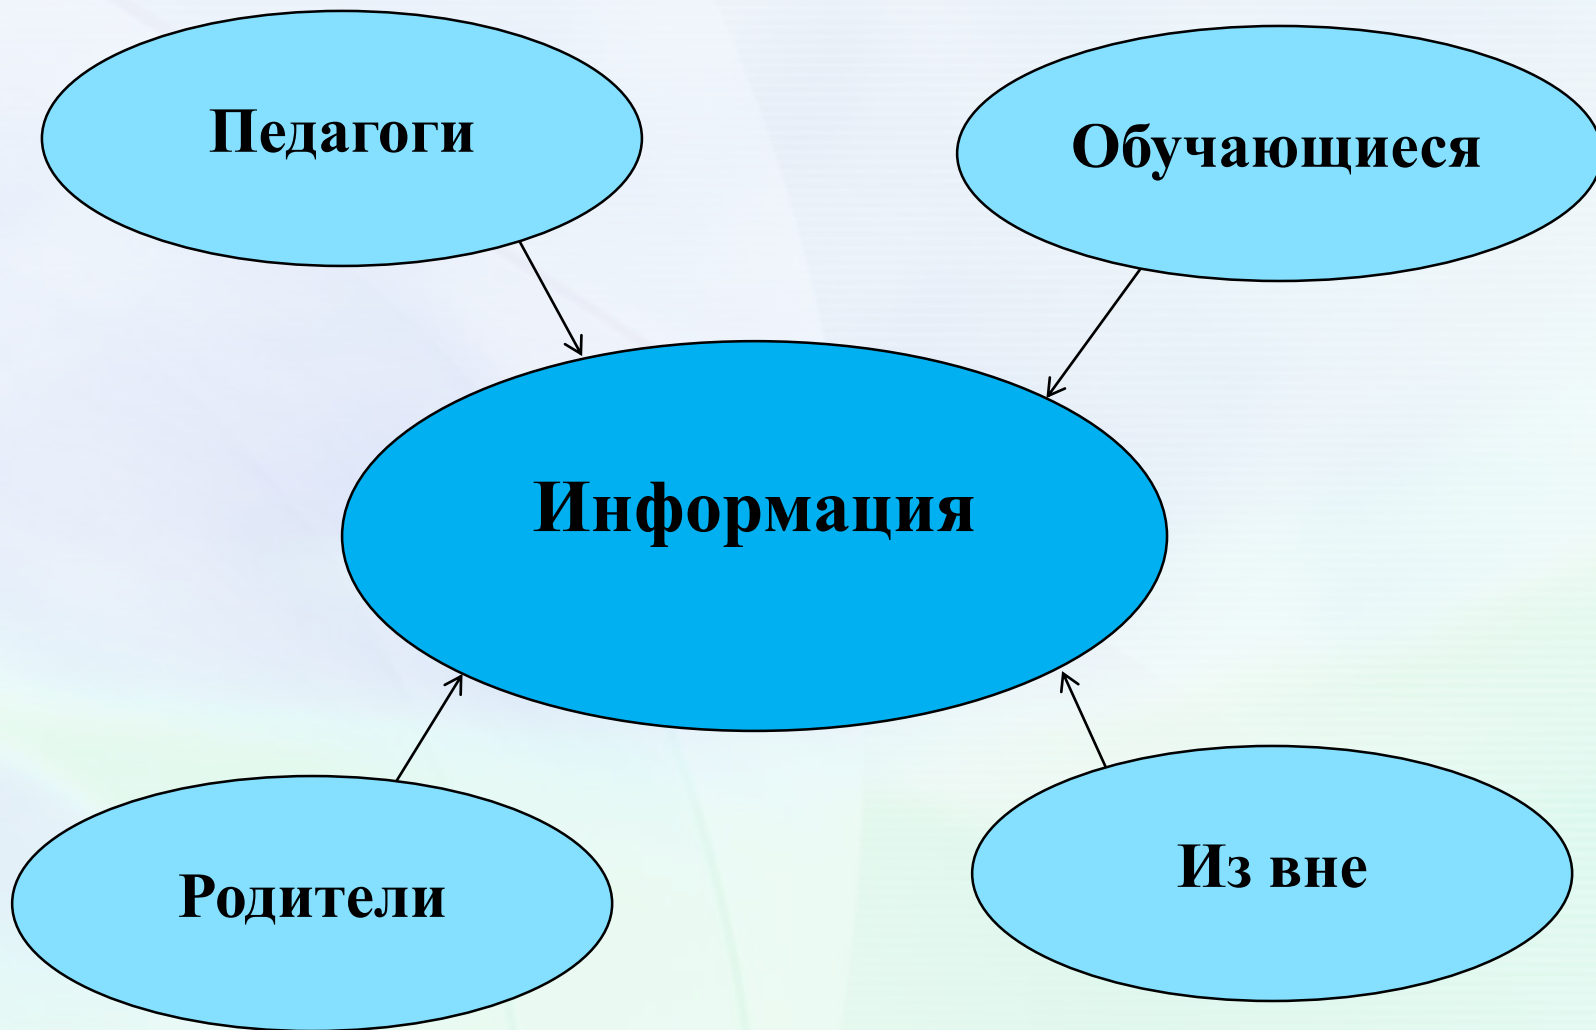 Педагоги
Обучающиеся
Информация
Родители
Из вне